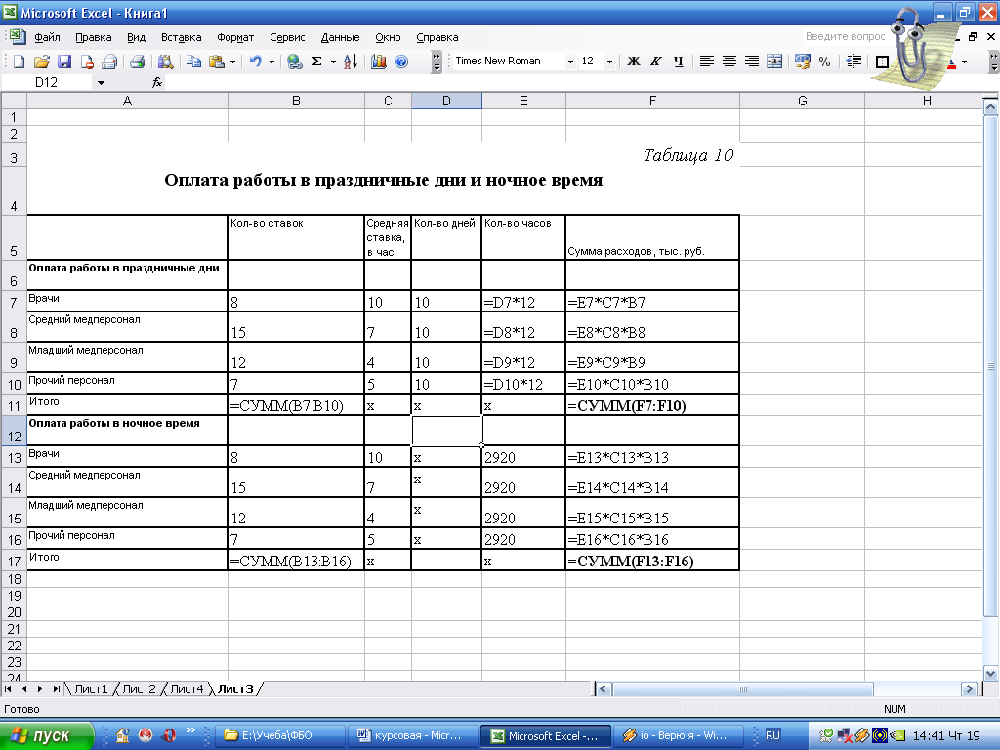 Microsoft Excel - Книга1
Файл Правка Вид Вставка Формат Сервис Данные Окно Справка Введите вопрос
Times New Roman 12 Ж К Ч %
D12 fx
A B C D E F G H
1
2
3 Таблица 10
4 Оплата работы в праздничные дни и ночное время
5 Кол-во ставок Средняя ставка, в час. Кол-во дней Кол-во часов Сумма расходов, тыс. руб.
6 Оплата работы в праздничные дни
7 Врачи 8 10 10 =D7*12 =E7*C7*B7
8 Средний медперсонал 15 7 10 =D8*12 =E8*C8*B8
9 Младший медперсонал 12 4 10 =D9*12 =E9*C9*B9
10 Прочий персонал 7 5 10 =D10*12 =E10*C10*B10
11 Итого =СУММ(B7:B10) x x x =СУММ(F7:F10)
12 Оплата работы в ночное время
13 Врачи 8 10 x 2920 =E13*C13*B13
14 Средний медперсонал 15 7 x 2920 =E14*C14*B14
15 Младший медперсонал 12 4 x 2920 =E15*C15*B15
16 Прочий персонал 7 5 x 2920 =E16*C16*B16
17 Итого =СУММ(B13:B16) x x =СУММ(F13:F16)
18
19
20
21
22
23
24
Лист1 Лист2 Лист4 Лист3
Готово NUM
пуск E:\Учеба\ФБО курсовая - Micr... Microsoft Excel -... io - Верю я - Wi... RU 14:41 Чт 19